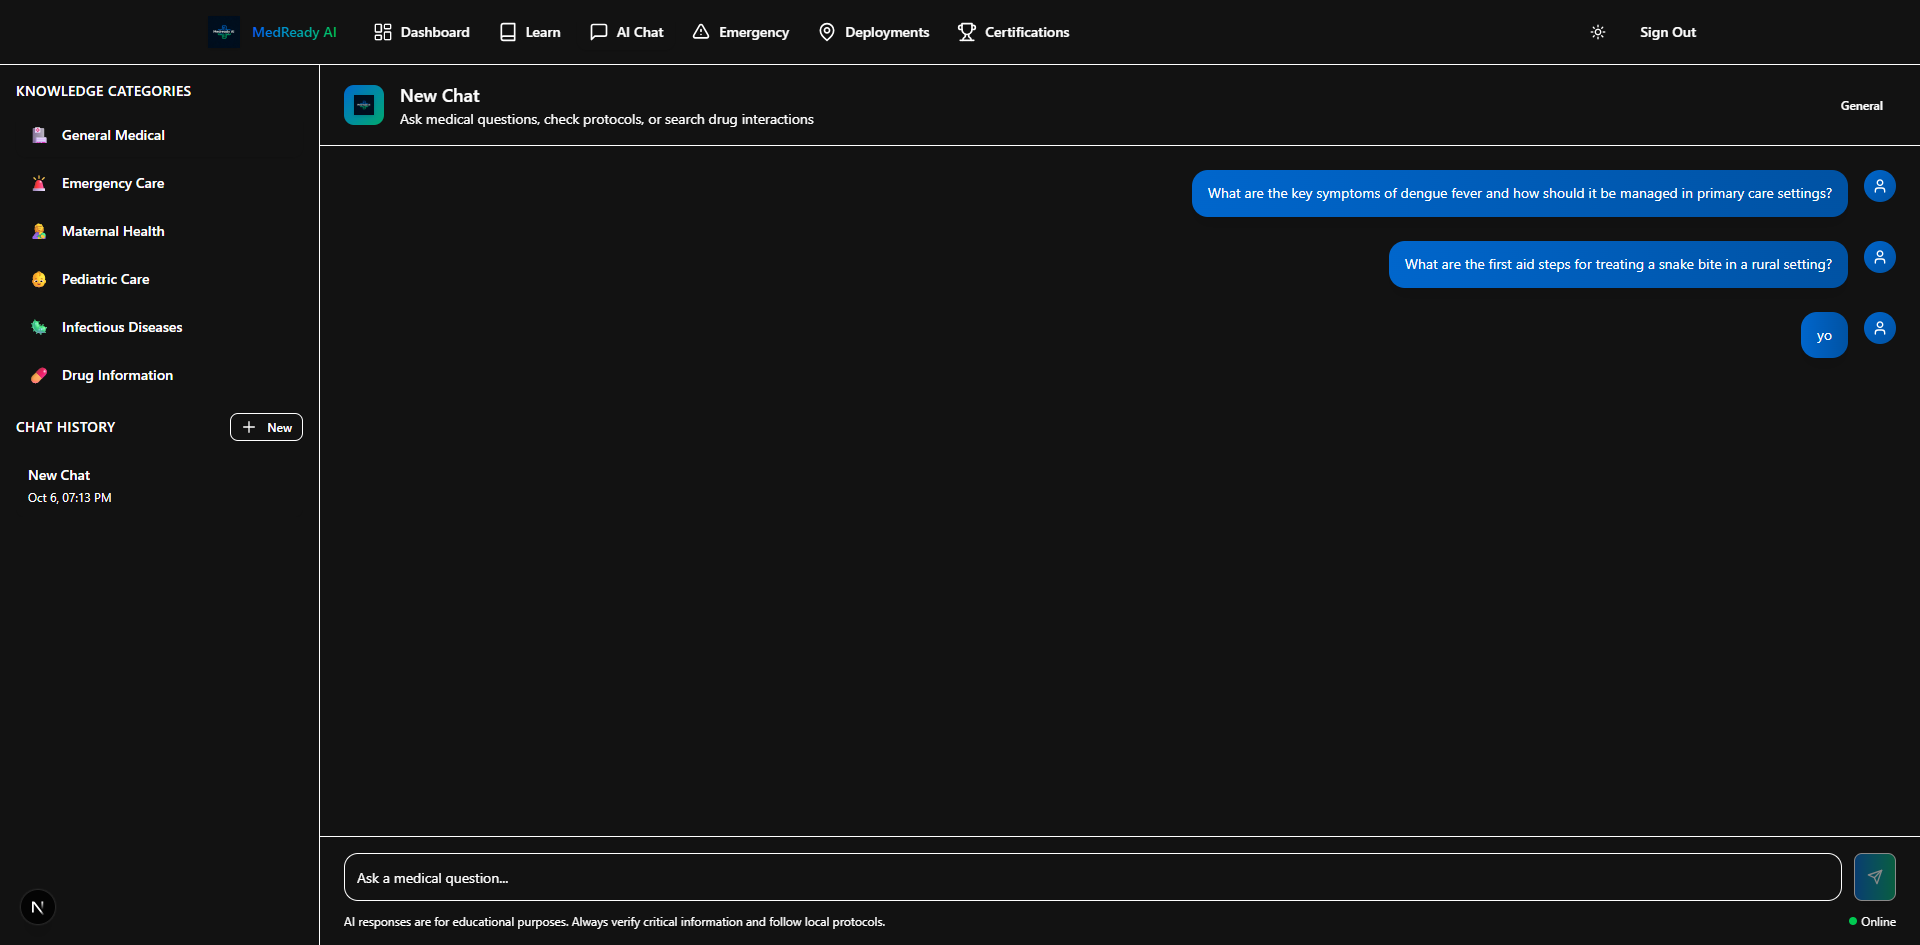 MedReady AI
Dashboard
Learn
AI Chat
Emergency
Deployments
Certifications
Sign Out
KNOWLEDGE CATEGORIES
General Medical
Emergency Care
Maternal Health
Pediatric Care
Infectious Diseases
Drug Information
CHAT HISTORY
New
New Chat
Oct 6, 07:13 PM
New Chat
Ask medical questions, check protocols, or search drug interactions
General
What are the key symptoms of dengue fever and how should it be managed in primary care settings?
What are the first aid steps for treating a snake bite in a rural setting?
yo
Ask a medical question...
AI responses are for educational purposes. Always verify critical information and follow local protocols.
Online
N